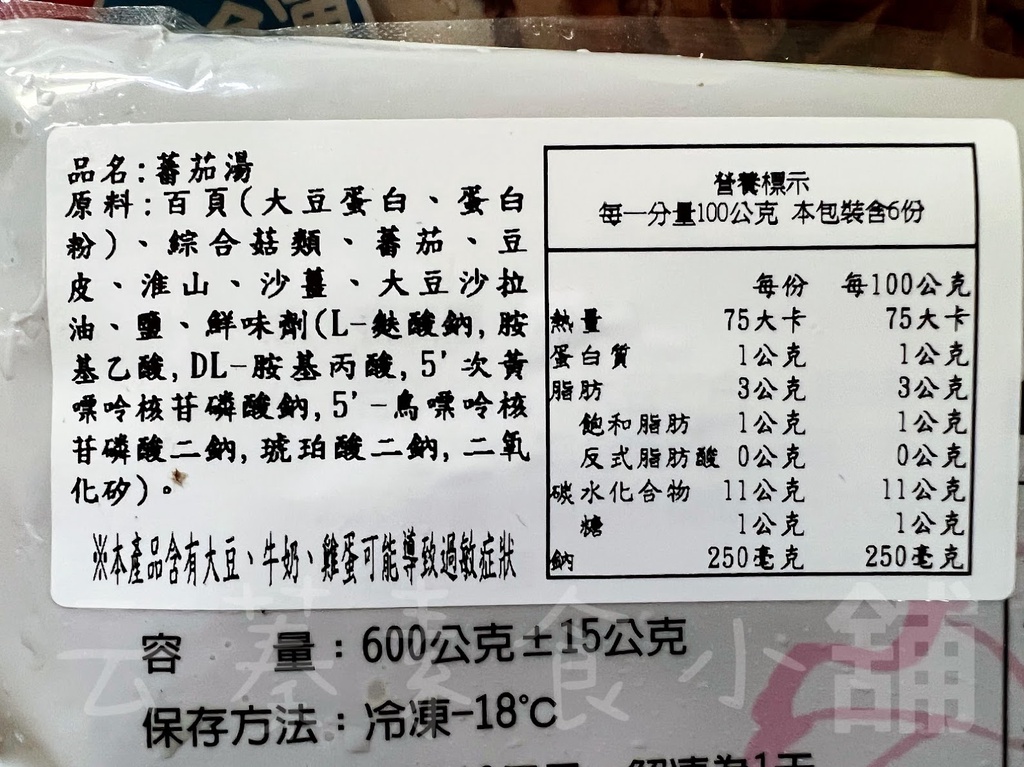 品名:蕃茄湯
原料:百頁(大豆蛋白、蛋白
粉)、綜合菇類、蕃茄、豆
皮、淮山、沙薑、大豆沙拉
油、鹽、鮮味劑(L-麩酸鈉,胺
基乙酸,DL-胺基丙酸,5'次黃
嘌呤核苷磷酸鈉,5'-鳥嘌呤核
苷磷酸二鈉,琥珀酸二鈉,二氧
化矽)。
※本產品含有大豆、牛奶、雞蛋可能導致過敏症狀
營養標示
每一分量100公克 本包裝含6份
每份 每100公克
熱量 75大卡 75大卡
蛋白質 1公克 1公克
脂肪 3公克 3公克
飽和脂肪 1公克 1公克
反式脂肪酸 0公克 0公克
碳水化合物 11公克 11公克
糖 1公克 1公克
鈉 250毫克 250毫克
容 量:600公克±15公克
云基素食小舖
保存方法:冷凍-18℃